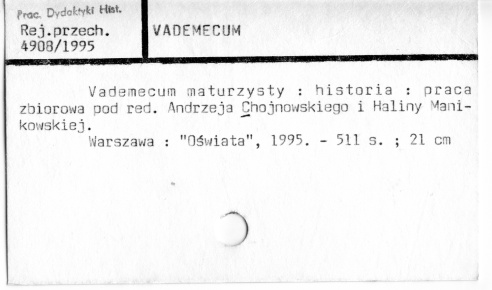 Prac. Dydaktyki Hist.
Rej.przech.
4908/1995
VADEMECUM
Vademecum maturzysty : historia : praca
zbiorowa pod red. Andrzeja Chojnowskiego i Haliny Mani-
kowskiej.
Warszawa : "Oświata", 1995. - 511 s. ; 21 cm